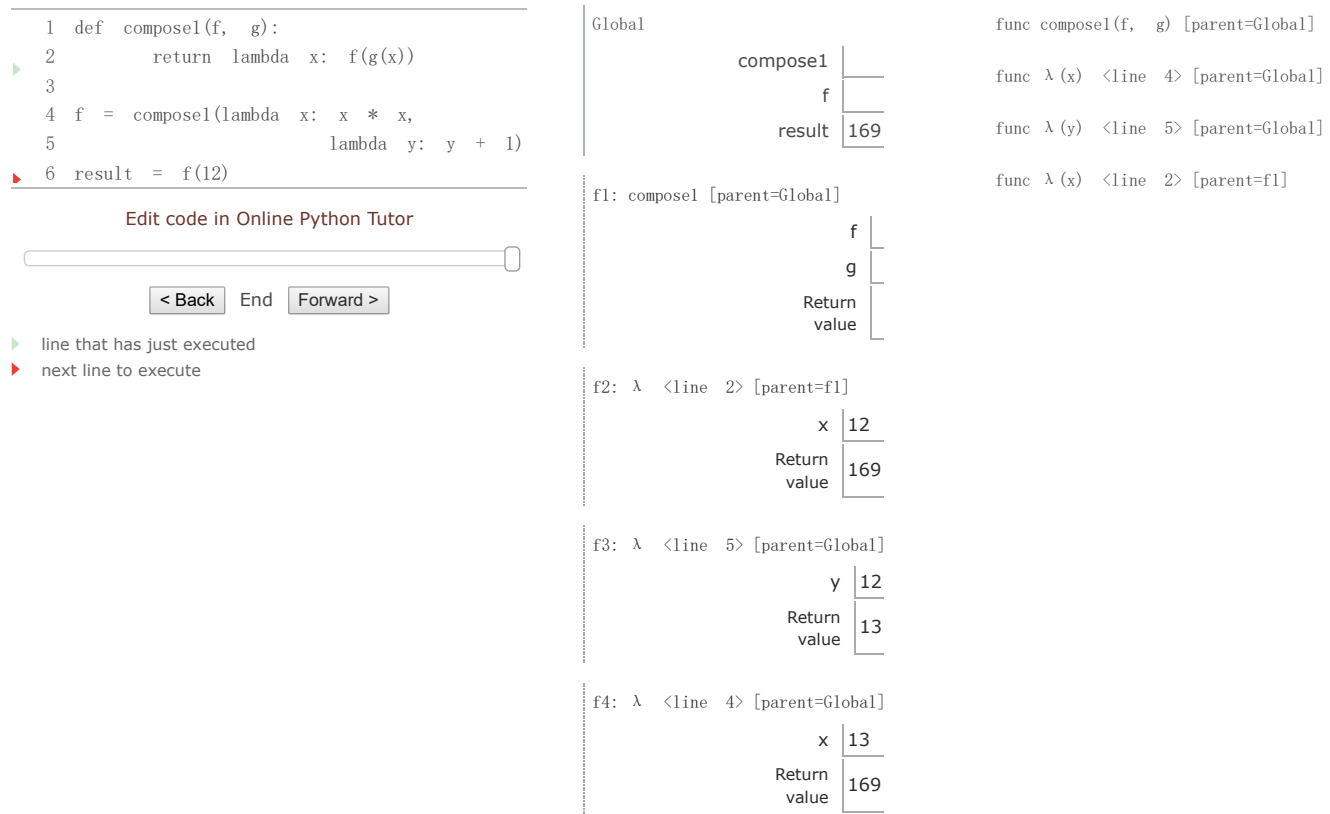 1 def compose1(f, g):
2 return lambda x: f(g(x))
3
4 f = compose1(lambda x: x * x,
5 lambda y: y + 1)
6 result = f(12)
Edit code in Online Python Tutor
< Back End Forward >
line that has just executed
next line to execute
Global
compose1
f
result 169
f1: compose1 [parent=Global]
f
g
Return
value
f2: λ <line 2> [parent=f1]
x 12
Return
value 169
f3: λ <line 5> [parent=Global]
y 12
Return
value 13
f4: λ <line 4> [parent=Global]
x 13
Return
value 169
func compose1(f, g) [parent=Global]
func λ(x) <line 4> [parent=Global]
func λ(y) <line 5> [parent=Global]
func λ(x) <line 2> [parent=f1]